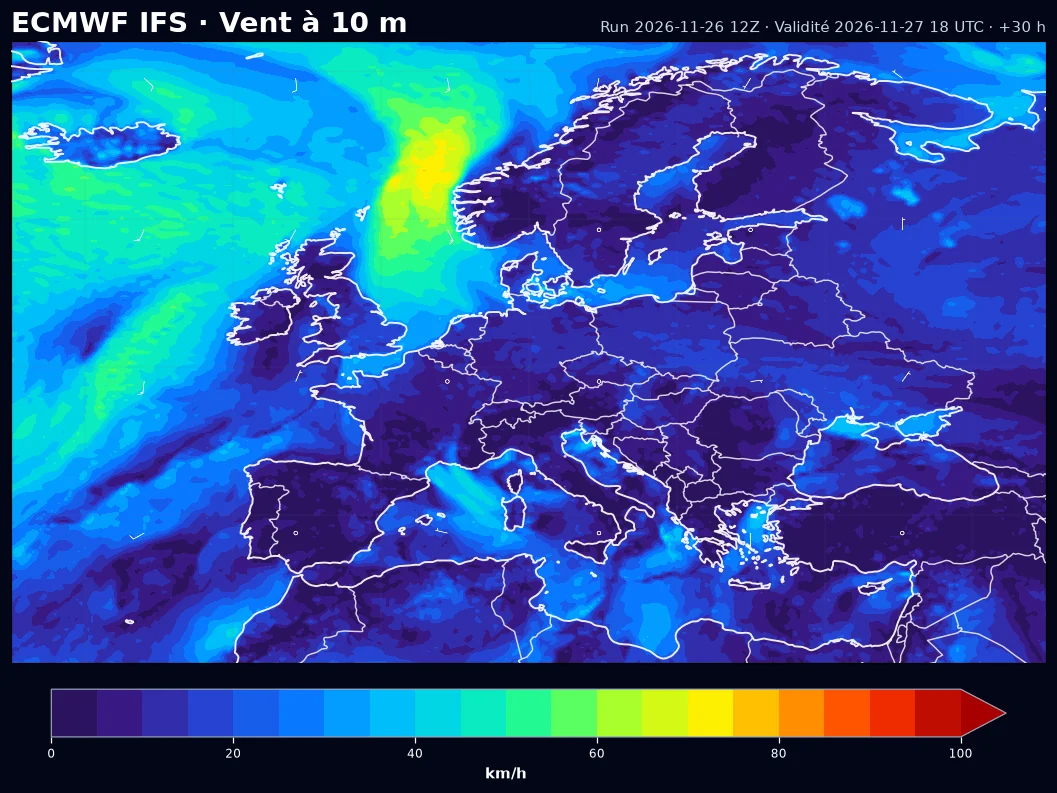 ECMWF IFS · Vent à 10 m
Run 2026-11-26 12Z · Validité 2026-11-27 18 UTC · +30 h
0 20 40 60 80 100
km/h